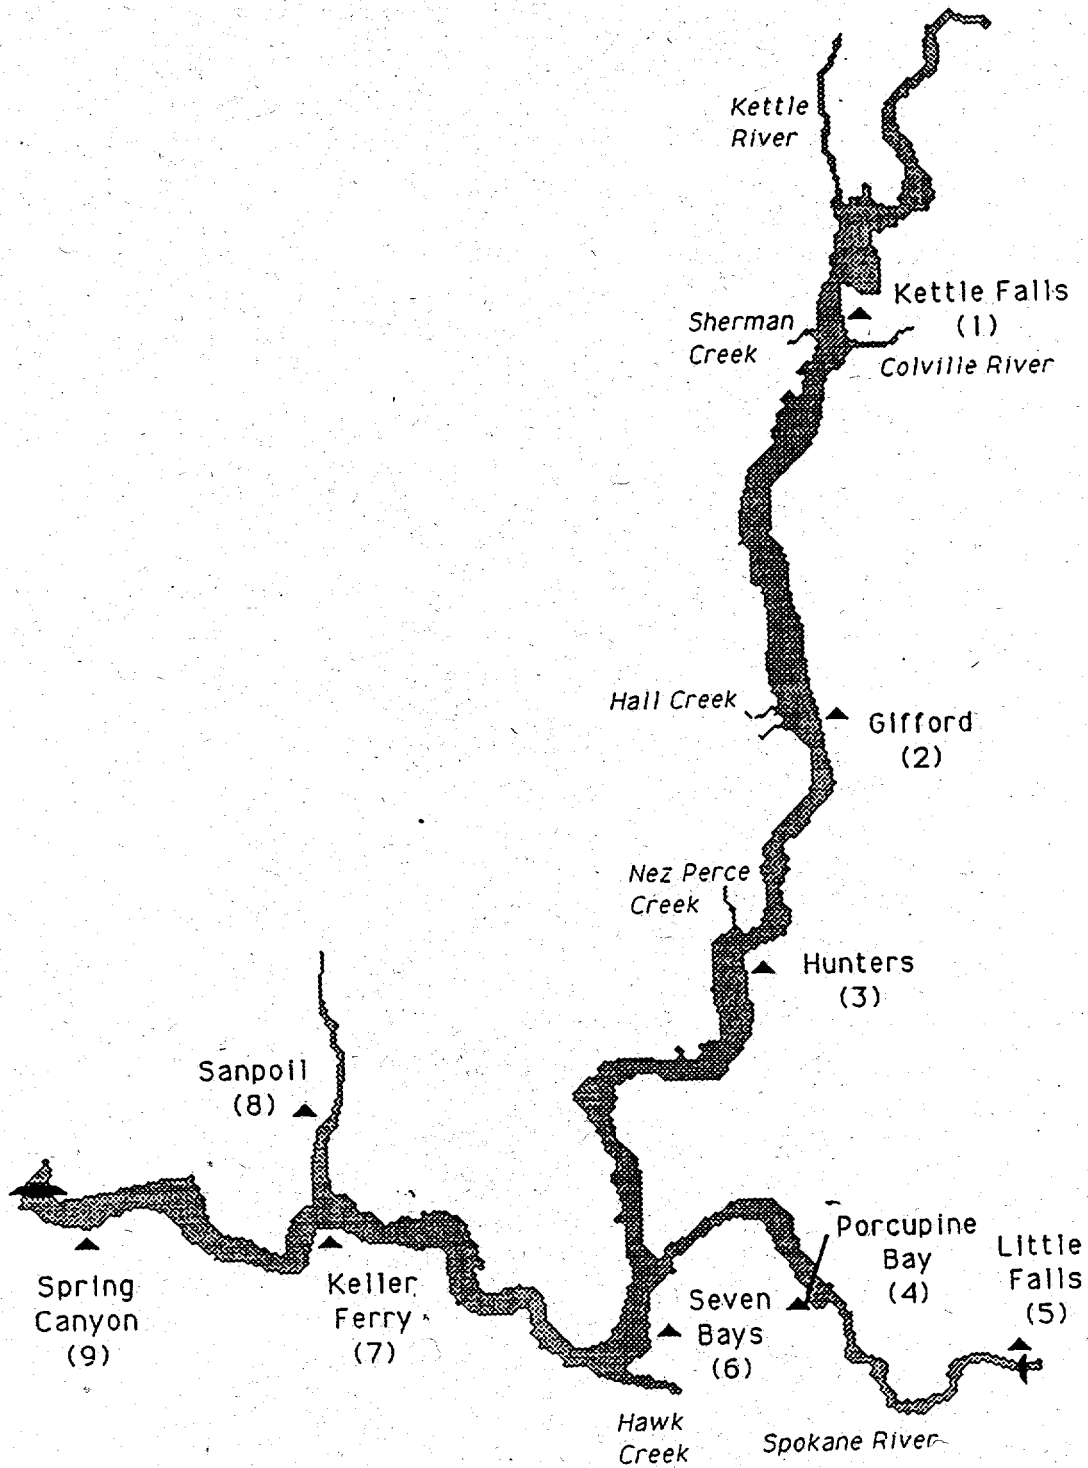 Kettle
River
Kettle Falls
(1)
Sherman
Creek
Colville River
Hall Creek
Gifford
(2)
Nez Perce
Creek
Hunters
(3)
Sanpoil
(8)
Porcupine
Bay
(4)
Little
Falls
(5)
Spring
Canyon
(9)
Keller
Ferry
(7)
Seven
Bays
(6)
Hawk
Creek
Spokane River